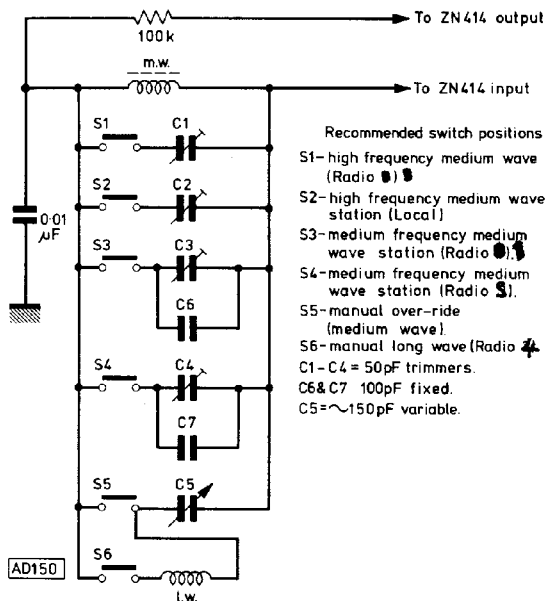 To ZN414 output
100k
m.w.
To ZN414 input
S1
C1
Recommended switch positions
S1-high frequency medium wave
(Radio
S2
C2
S2-high frequency medium wave
station (Local)
0·01
µF
S3
C3
S3-medium frequency medium
wave station (Radio
C6
S4-medium frequency medium
wave station (Radio
S5-manual over-ride
(medium wave).
S4
C4
S6-manual long wave (Radio 4
C1-C4 = 50pF trimmers.
C6&C7 100pF fixed.
C7
C5=~150pF variable.
S5
C5
S6
AD150
l.w.